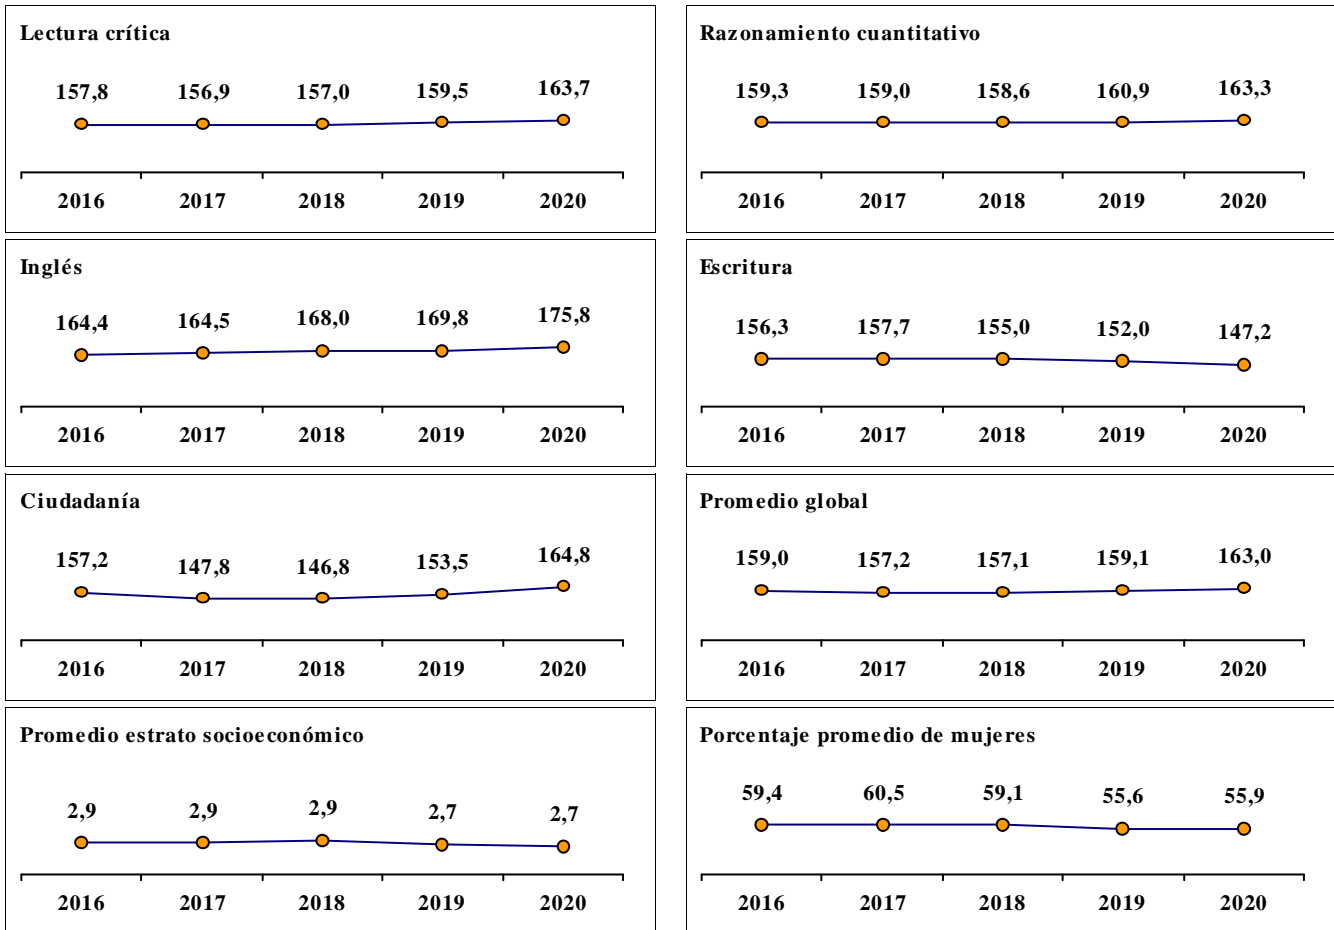 Lectura crítica
157,8 156,9 157,0 159,5 163,7
2016 2017 2018 2019 2020
Razonamiento cuantitativo
159,3 159,0 158,6 160,9 163,3
2016 2017 2018 2019 2020
Inglés
164,4 164,5 168,0 169,8 175,8
2016 2017 2018 2019 2020
Escritura
156,3 157,7 155,0 152,0 147,2
2016 2017 2018 2019 2020
Ciudadanía
157,2 147,8 146,8 153,5 164,8
2016 2017 2018 2019 2020
Promedio global
159,0 157,2 157,1 159,1 163,0
2016 2017 2018 2019 2020
Promedio estrato socioeconómico
2,9 2,9 2,9 2,7 2,7
2016 2017 2018 2019 2020
Porcentaje promedio de mujeres
59,4 60,5 59,1 55,6 55,9
2016 2017 2018 2019 2020